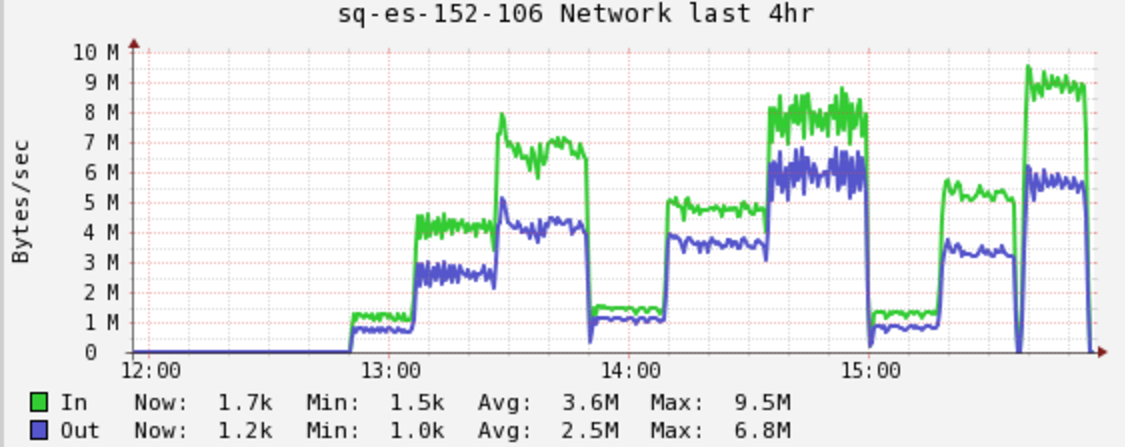 sq-es-152-106 Network last 4hr
Bytes/sec
10 M
9 M
8 M
7 M
6 M
5 M
4 M
3 M
2 M
1 M
0
12:00 13:00 14:00 15:00
In Now: 1.7k Min: 1.5k Avg: 3.6M Max: 9.5M
Out Now: 1.2k Min: 1.0k Avg: 2.5M Max: 6.8M